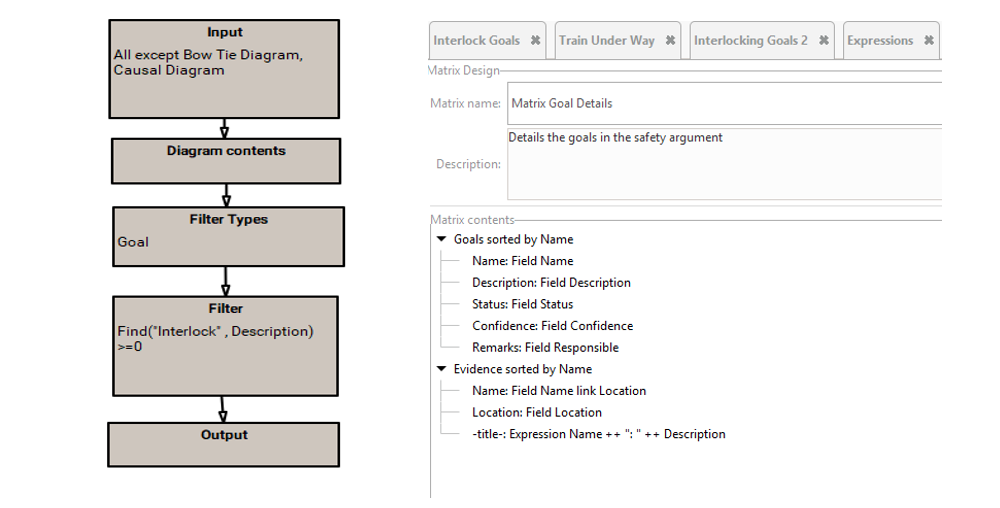 Input
All except Bow Tie Diagram,
Causal Diagram
Diagram contents
Filter Types
Goal
Filter
Find("Interlock" , Description)
>=0
Output
Interlock Goals ✖ Train Under Way ✖ Interlocking Goals 2 ✖ Expressions ✖
Matrix Design
Matrix name: Matrix Goal Details
Details the goals in the safety argument
Description:
Matrix contents
Goals sorted by Name
Name: Field Name
Description: Field Description
Status: Field Status
Confidence: Field Confidence
Remarks: Field Responsible
Evidence sorted by Name
Name: Field Name link Location
Location: Field Location
-title-: Expression Name ++ ": " ++ Description